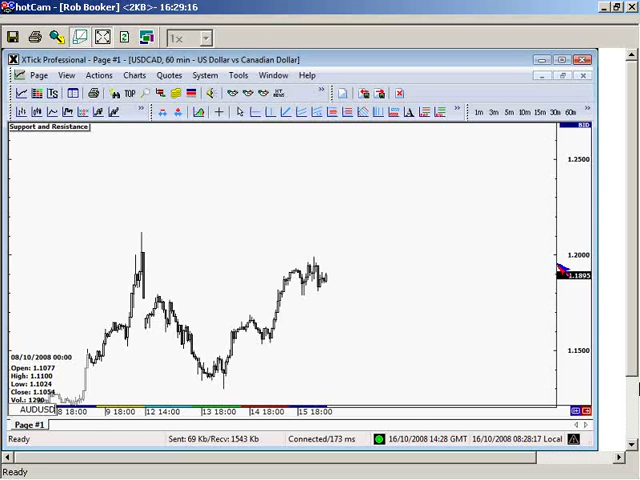 hotCam -> [Rob Booker] <2KB> - 16:29:16
1x
XTick Professional - Page #1 - [USDCAD, 60 min - US Dollar vs Canadian Dollar]
Page View Actions Charts Quotes System Tools Window Help
TS TOP
1m 3m 5m 10m 15m 30m 60m
Support and Resistance
BID
1.2500
1.2000
1.1895
1.1500
08/10/2008 00:00
Open: 1.1077
High: 1.1100
Low: 1.1024
Close: 1.1054
Vol: 1290
AUDUSD 8 18:00 9 18:00 12 14:00 13 18:00 14 18:00 15 18:00
Page #1
Ready Sent: 69 Kb/Recv: 1543 Kb Connected/173 ms 16/10/2008 14:28 GMT 16/10/2008 08:28:17 Local
Ready